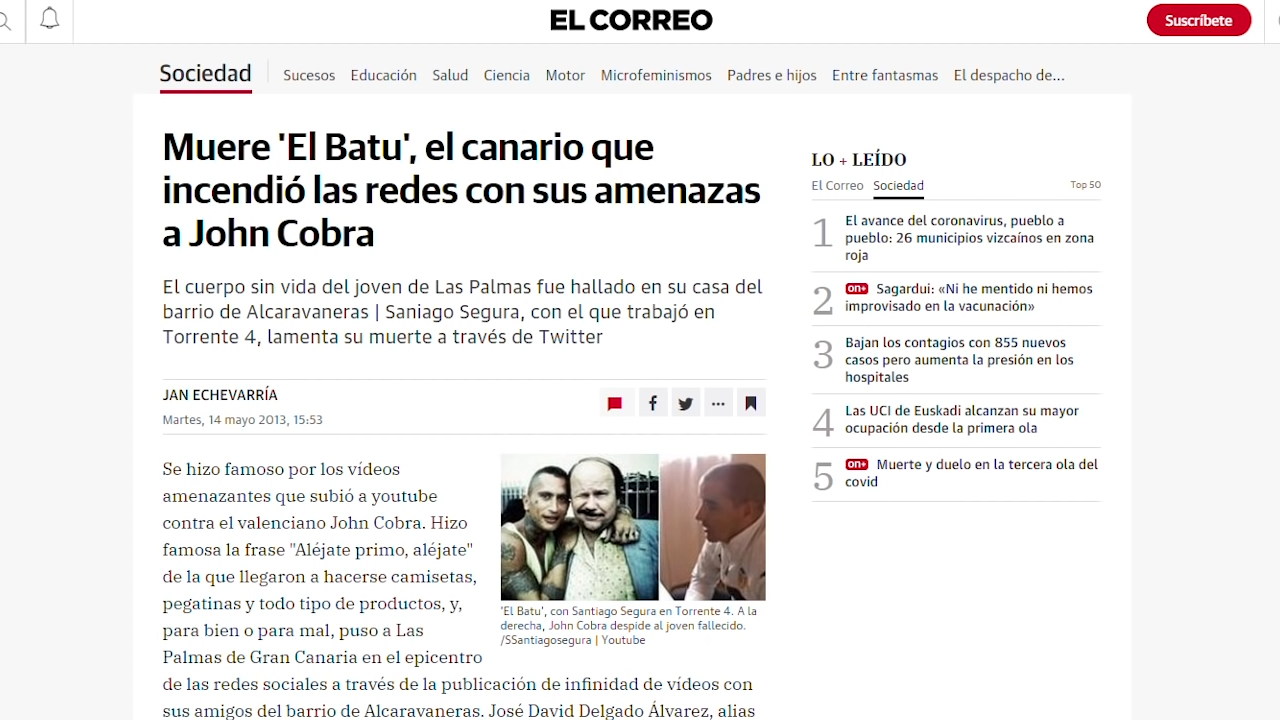 EL CORREO
Suscríbete
Sociedad
Sucesos Educación Salud Ciencia Motor Microfeminismos Padres e hijos Entre fantasmas El despacho de...
Muere 'El Batu', el canario que
incendió las redes con sus amenazas
a John Cobra
El cuerpo sin vida del joven de Las Palmas fue hallado en su casa del
barrio de Alcaravaneras | Saniago Segura, con el que trabajó en
Torrente 4, lamenta su muerte a través de Twitter
JAN ECHEVARRÍA
Martes, 14 mayo 2013, 15:53
Se hizo famoso por los vídeos
amenazantes que subió a youtube
contra el valenciano John Cobra. Hizo
famosa la frase "Aléjate primo, aléjate"
de la que llegaron a hacerse camisetas,
pegatinas y todo tipo de productos, y,
para bien o para mal, puso a Las
Palmas de Gran Canaria en el epicentro
de las redes sociales a través de la publicación de infinidad de vídeos con
sus amigos del barrio de Alcaravaneras. José David Delgado Álvarez, alias
'El Batu', con Santiago Segura en Torrente 4. A la
derecha, John Cobra despide al joven fallecido.
/SSantiagosegura | Youtube
LO + LEÍDO
El Correo Sociedad Top 50
1
El avance del coronavirus, pueblo a
pueblo: 26 municipios vizcaínos en zona
roja
2
on+ Sagardui: «Ni he mentido ni hemos
improvisado en la vacunación»
3
Bajan los contagios con 855 nuevos
casos pero aumenta la presión en los
hospitales
4
Las UCI de Euskadi alcanzan su mayor
ocupación desde la primera ola
5
on+ Muerte y duelo en la tercera ola del
covid